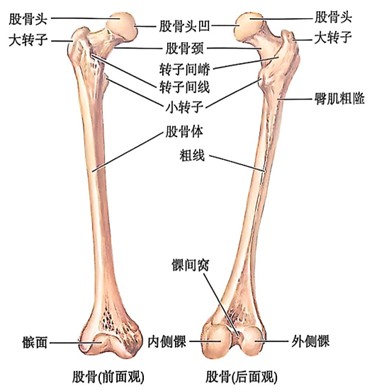 股骨头
股骨头凹
股骨头
大转子
股骨颈
大转子
转子间嵴
转子间线
小转子
臀肌粗隆
股骨体
粗线
髁间窝
髌面
内侧髁
外侧髁
股骨(前面观)
股骨(后面观)